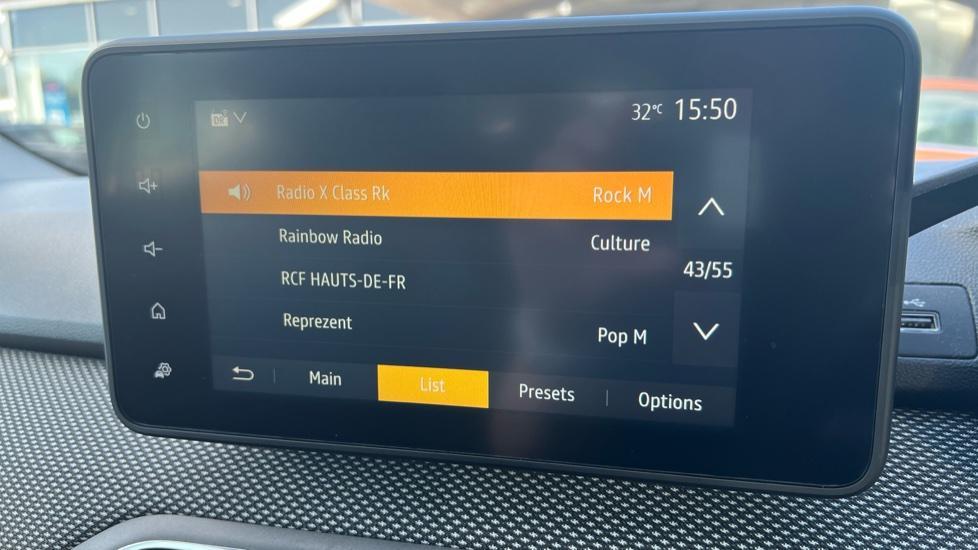 DR 32°C 15:50
Radio X Class Rk Rock M
Rainbow Radio Culture
43/55
RCF HAUTS-DE-FR
Reprezent Pop M
Main List Presets Options